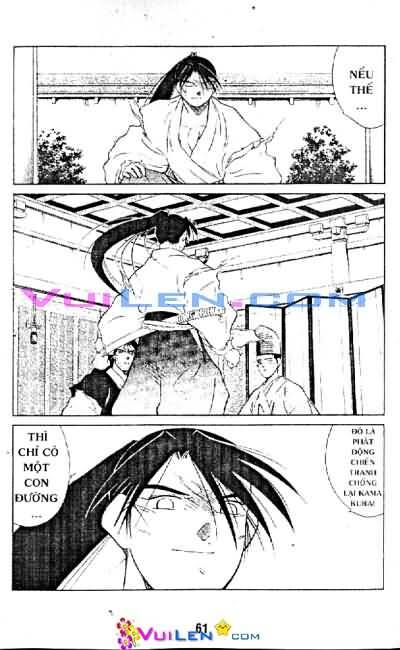 NẾU
THẾ
...
VUILEN.COM
ĐÓ LÀ
PHÁT
ĐỘNG
CHIẾN
TRANH
CHỐNG
LẠI KAMA
KURA!
THÌ
CHỈ CÓ
MỘT
CON
ĐƯỜNG
...
61
VUILEN
.COM